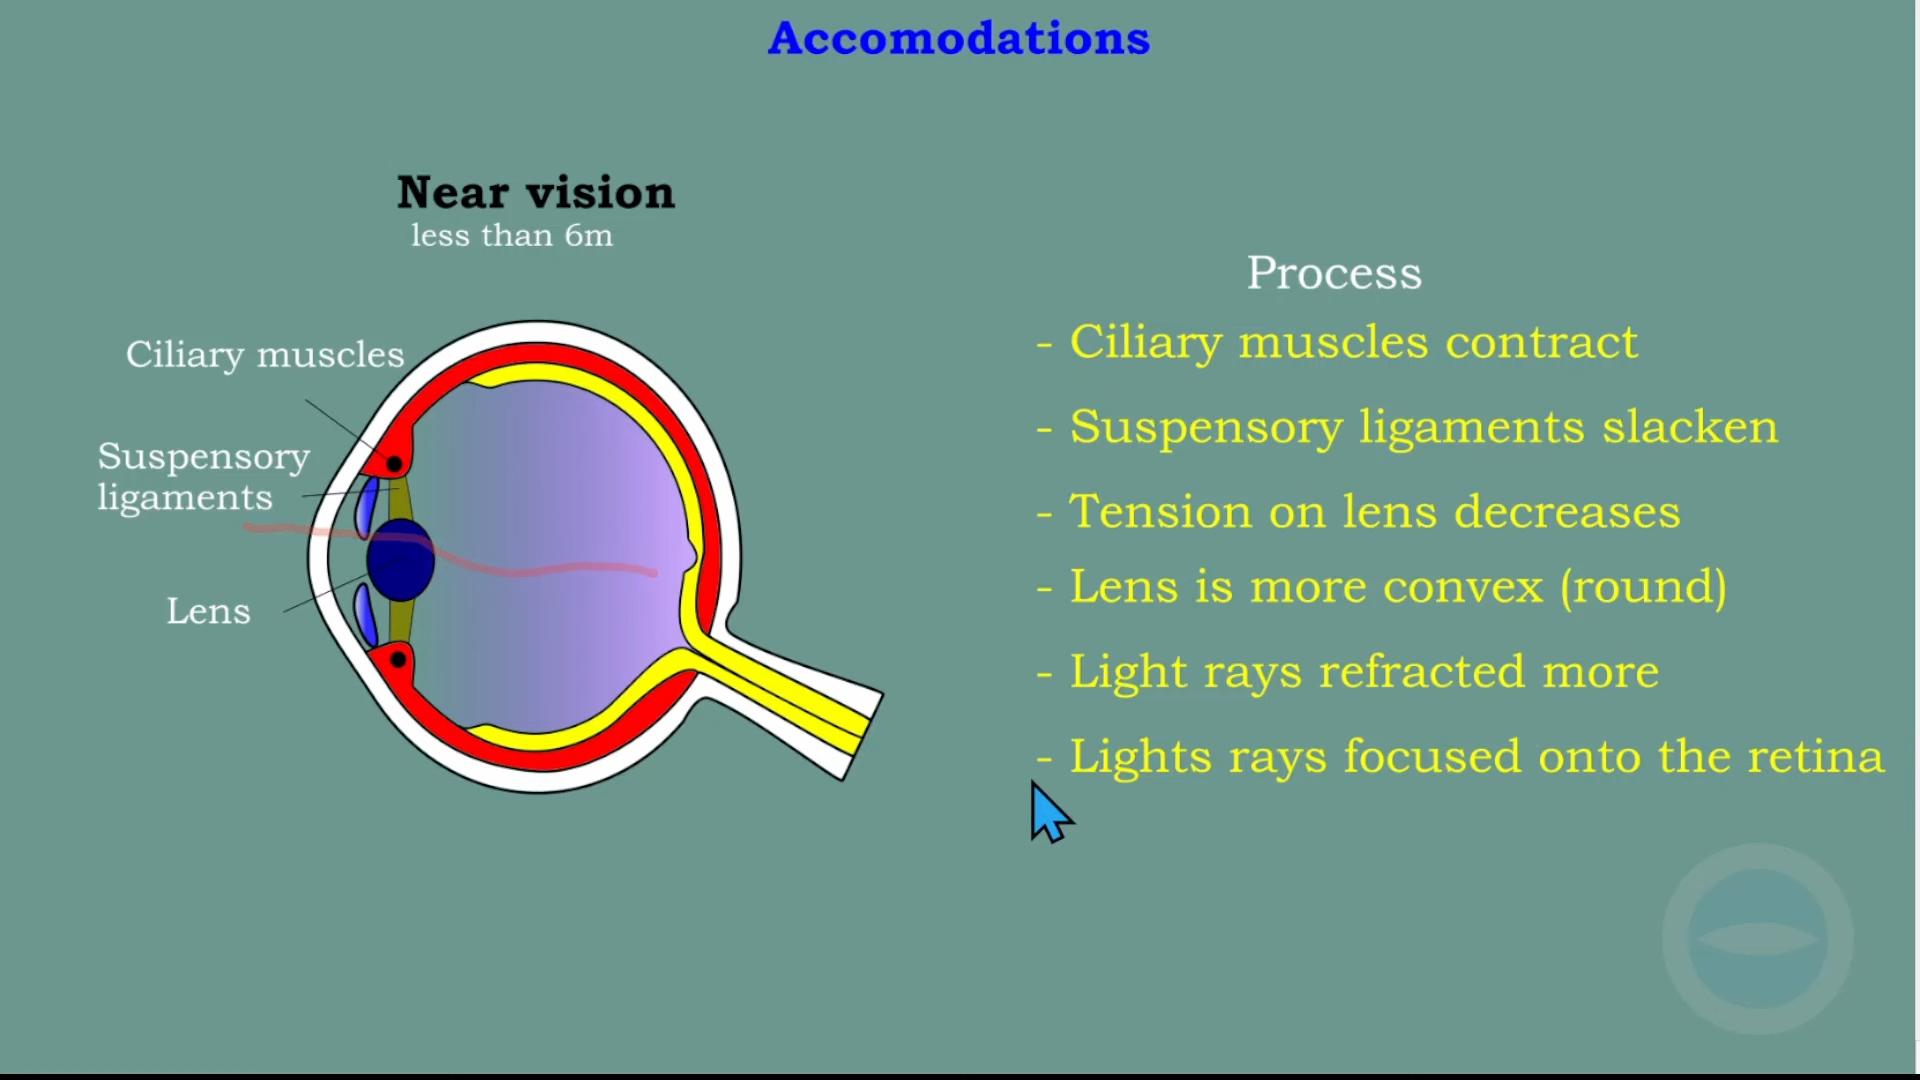 Accomodations
Near vision
less than 6m
Ciliary muscles
Suspensory
ligaments
Lens
Process
- Ciliary muscles contract
- Suspensory ligaments slacken
- Tension on lens decreases
- Lens is more convex (round)
- Light rays refracted more
- Lights rays focused onto the retina